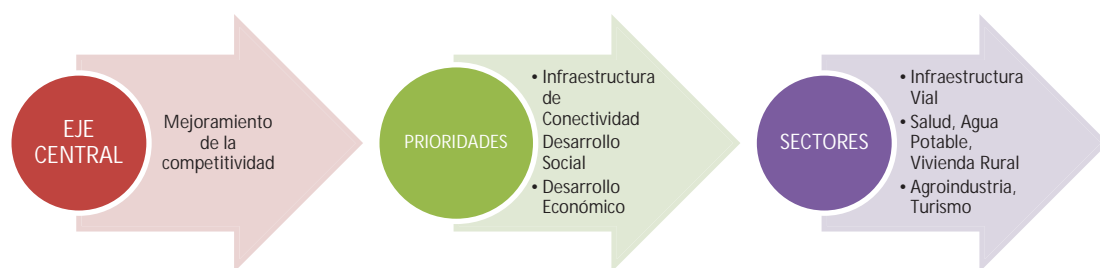 EJE
CENTRAL
Mejoramiento
de la
competitividad
PRIORIDADES
• Infraestructura
de
Conectividad
• Desarrollo
Social
• Desarrollo
Económico
SECTORES
• Infraestructura
Vial
• Salud, Agua
Potable,
Vivienda Rural
• Agroindustria,
Turismo